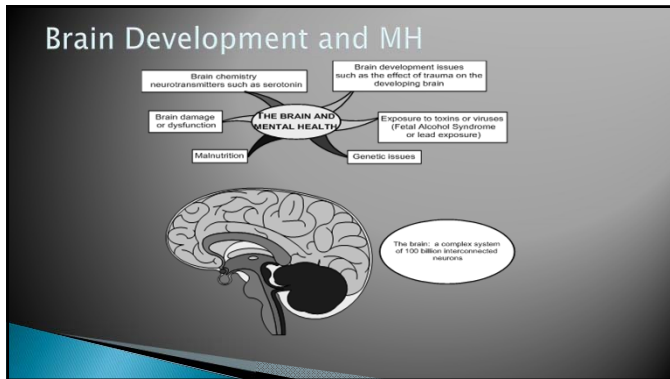 Brain Development and MH
Brain chemistry
neurotransmitters such as serotonin
Brain development issues
such as the effect of trauma on the
developing brain
Brain damage
or dysfunction
THE BRAIN AND
MENTAL HEALTH
Exposure to toxins or viruses
(Fetal Alcohol Syndrome
or lead exposure)
Malnutrition
Genetic issues
The brain: a complex system
of 100 billion interconnected
neurons